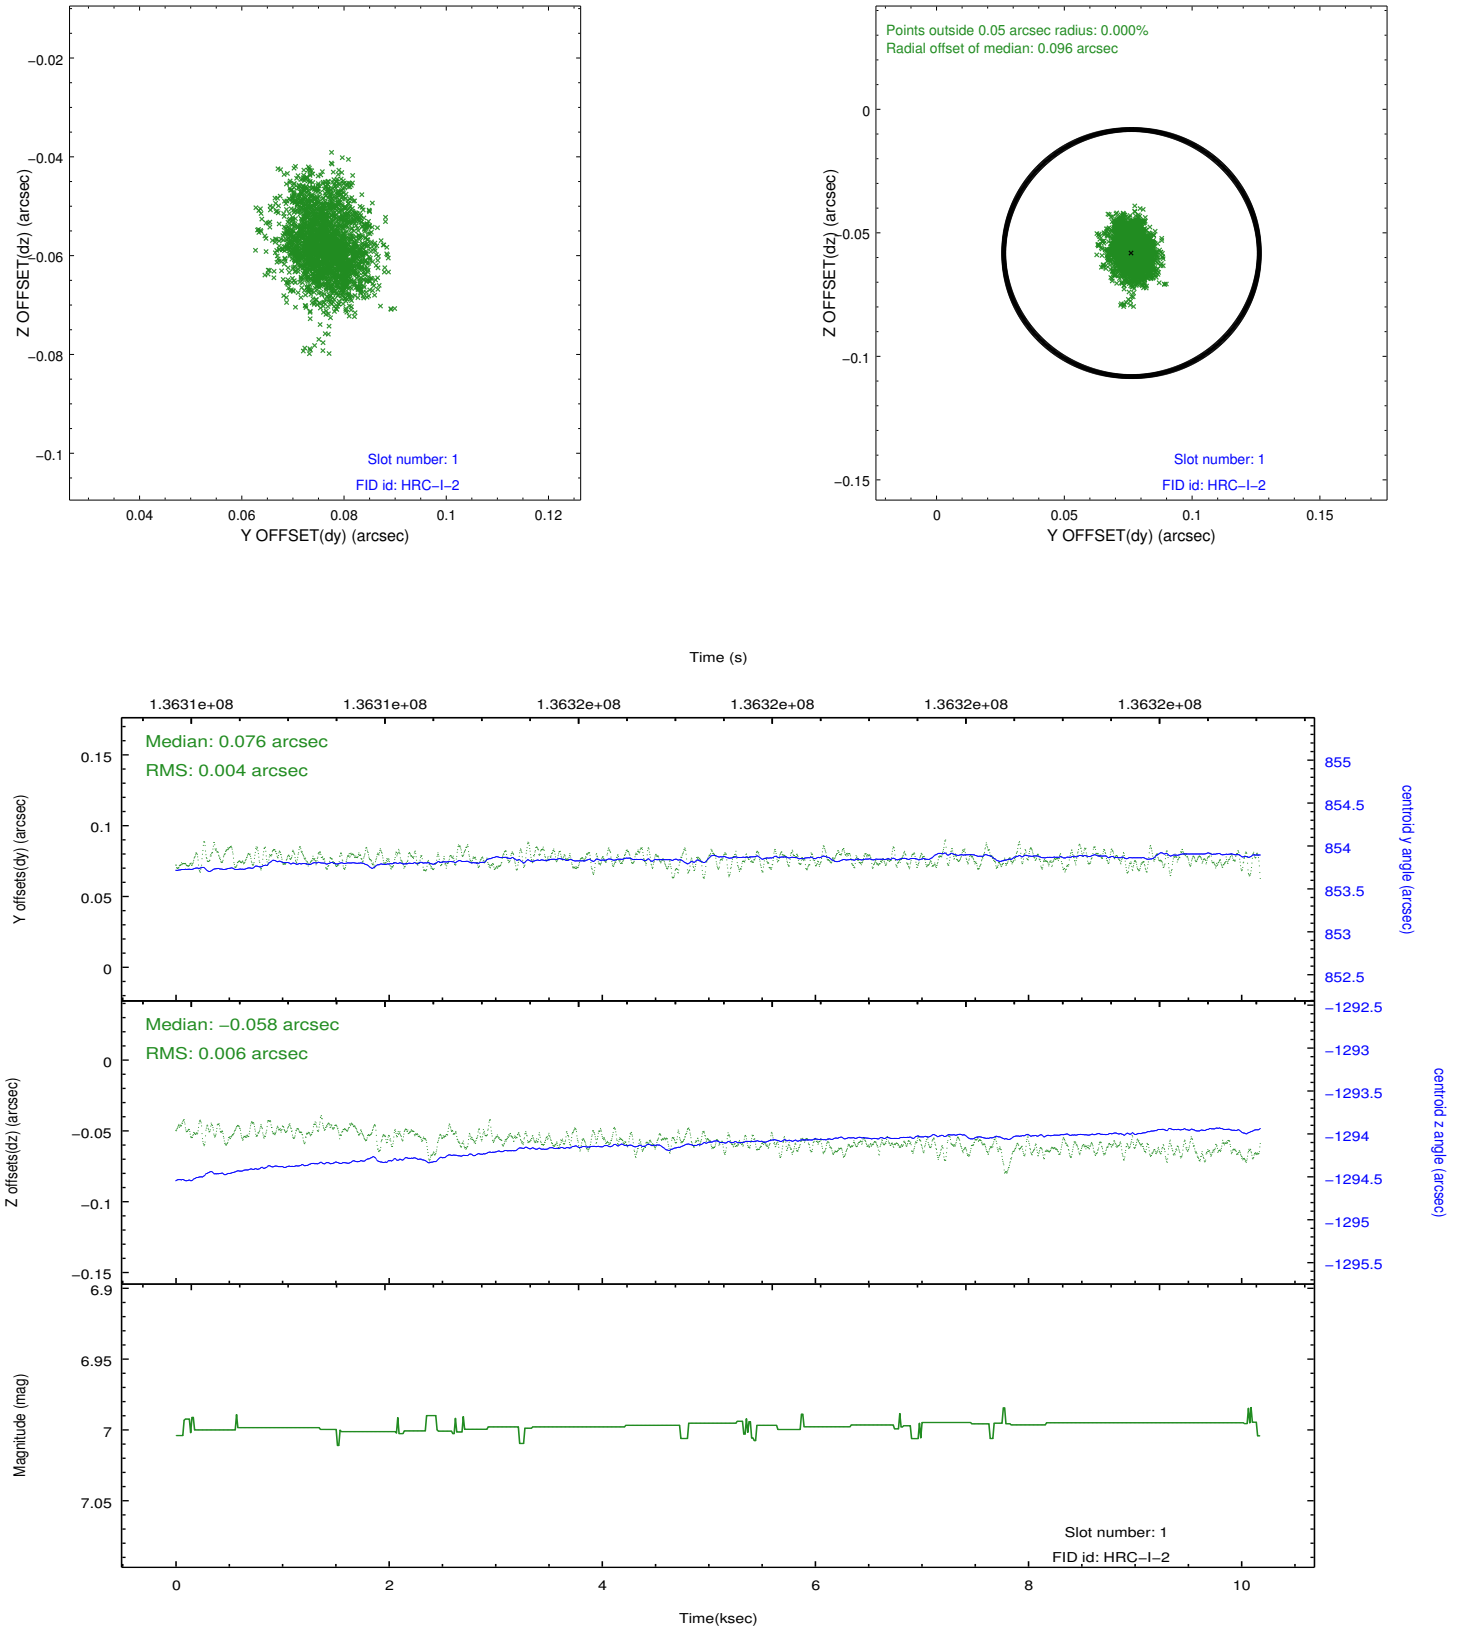 −0.02
−0.04
−0.06
−0.08
−0.1
Z OFFSET(dz) (arcsec)
Slot number: 1
FID id: HRC−I−2
0.04
0.06
0.08
0.1
0.12
Y OFFSET(dy) (arcsec)
Points outside 0.05 arcsec radius: 0.000%
Radial offset of median: 0.096 arcsec
0
−0.05
−0.1
−0.15
Z OFFSET(dz) (arcsec)
Slot number: 1
FID id: HRC−I−2
0
0.05
0.1
0.15
Y OFFSET(dy) (arcsec)
Time (s)
1.3631e+08
1.3631e+08
1.3632e+08
1.3632e+08
1.3632e+08
1.3632e+08
Median: 0.076 arcsec
RMS: 0.004 arcsec
0.15
0.1
0.05
0
Y offsets(dy) (arcsec)
855
854.5
854
853.5
853
852.5
centroid y angle (arcsec)
Median: −0.058 arcsec
RMS: 0.006 arcsec
0
−0.05
−0.1
−0.15
Z offsets(dz) (arcsec)
−1292.5
−1293
−1293.5
−1294
−1294.5
−1295
−1295.5
centroid z angle (arcsec)
6.9
6.95
7
7.05
Magnitude (mag)
Slot number: 1
FID id: HRC−I−2
0
2
4
6
8
10
Time(ksec)